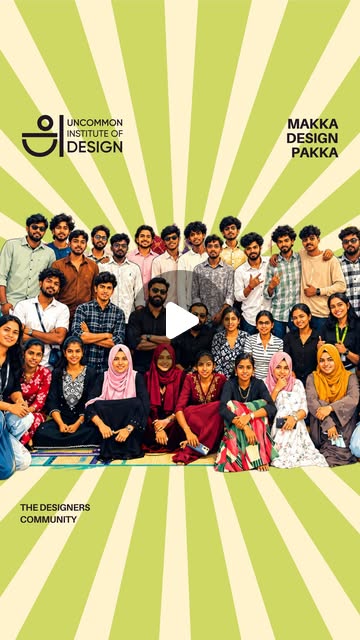 UNCOMMON
INSTITUTE OF
DESIGN
MAKKA
DESIGN
PAKKA
THE DESIGNERS
COMMUNITY